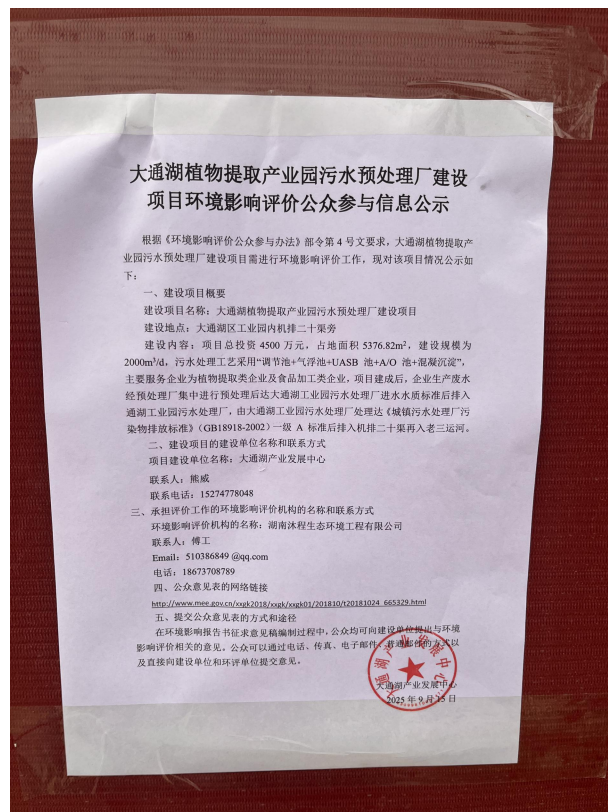 大通湖植物提取产业园污水预处理厂建设
项目环境影响评价公众参与信息公示
根据《环境影响评价公众参与办法》部令第 4 号文要求，大通湖植物提取产
业园污水预处理厂建设项目需进行环境影响评价工作，现对该项目情况公示如
下：
一、建设项目概要
建设项目名称：大通湖植物提取产业园污水预处理厂建设项目
建设地点：大通湖区工业园内机排二十渠旁
建设内容：项目总投资 4500 万元，占地面积 5376.82m²，建设规模为
2000m³/d，污水处理工艺采用“调节池+气浮池+UASB 池+A/O 池+混凝沉淀”，
主要服务企业为植物提取类企业及食品加工类企业，项目建成后，企业生产废水
经预处理厂集中进行预处理后达大通湖工业园污水处理厂进水水质标准后排入
通湖工业园污水处理厂，由大通湖工业园污水处理厂处理达《城镇污水处理厂污
染物排放标准》（GB18918-2002）一级 A 标准后排入机排二十渠再入老三运河。
二、建设项目的建设单位名称和联系方式
项目建设单位名称：大通湖产业发展中心
联系人：熊威
联系电话：15274778048
三、承担评价工作的环境影响评价机构的名称和联系方式
环境影响评价机构的名称：湖南沐程生态环境工程有限公司
联系人：傅工
Email：510386849 @qq.com
电话：18673708789
四、公众意见表的网络链接
http://www.mee.gov.cn/xxgk2018/xxgk/xxgk01/201810/t20181024_665329.html
五、提交公众意见表的方式和途径
在环境影响报告书征求意见稿编制过程中，公众均可向建设单位提出与环境
影响评价相关的意见。公众可以通过电话、传真、电子邮件、普通邮件的方式以
及直接向建设单位和环评单位提交意见。
大通湖产业发展中心
大通湖产业发展中心
2025 年 9 月 15 日